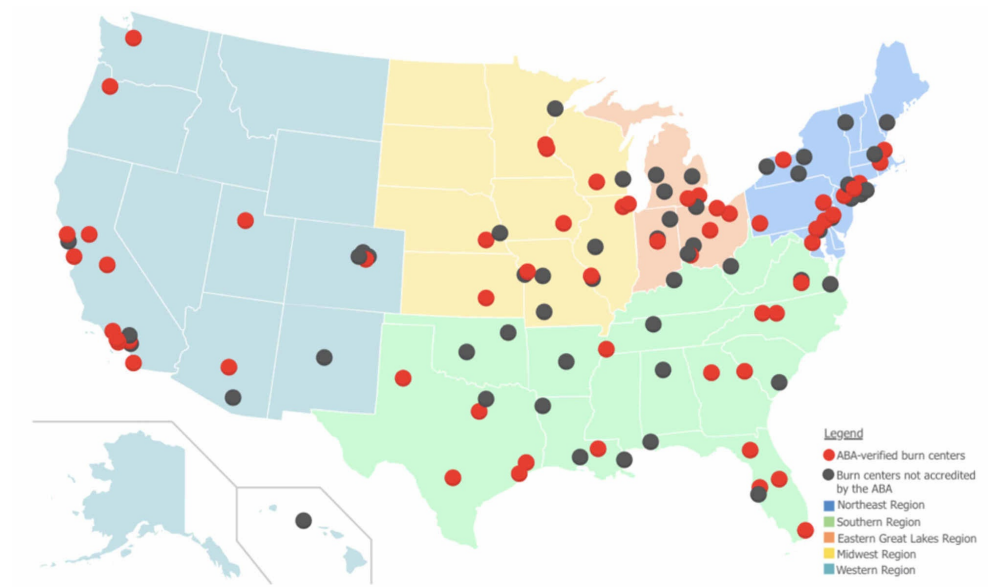 Legend
ABA-verified burn centers
Burn centers not accredited
by the ABA
Northeast Region
Southern Region
Eastern Great Lakes Region
Midwest Region
Western Region